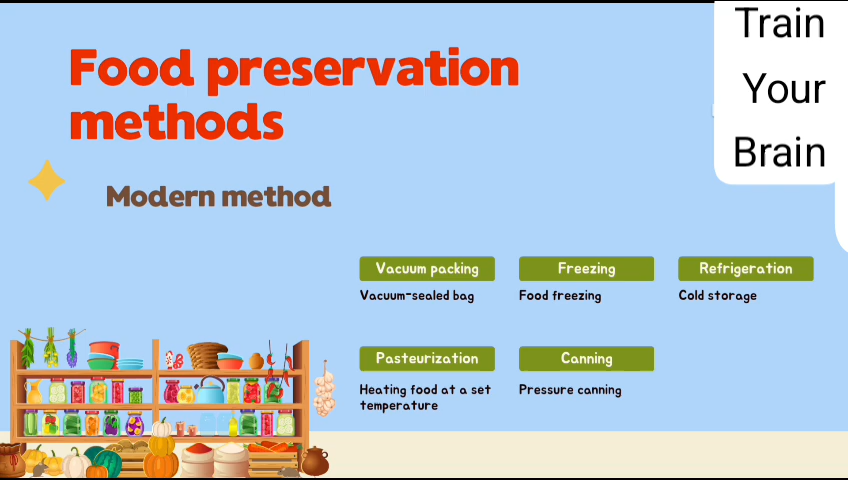 Food preservation
methods
Train
Your
Brain
Modern method
Vacuum packing
Vacuum-sealed bag
Freezing
Food freezing
Refrigeration
Cold storage
Pasteurization
Heating food at a set
temperature
Canning
Pressure canning